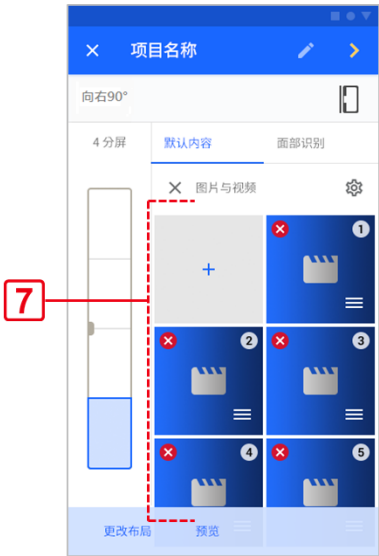 项目名称
向右90°
4 分屏
默认内容
面部识别
图片与视频
1
2
3
4
5
7
更改布局
预览